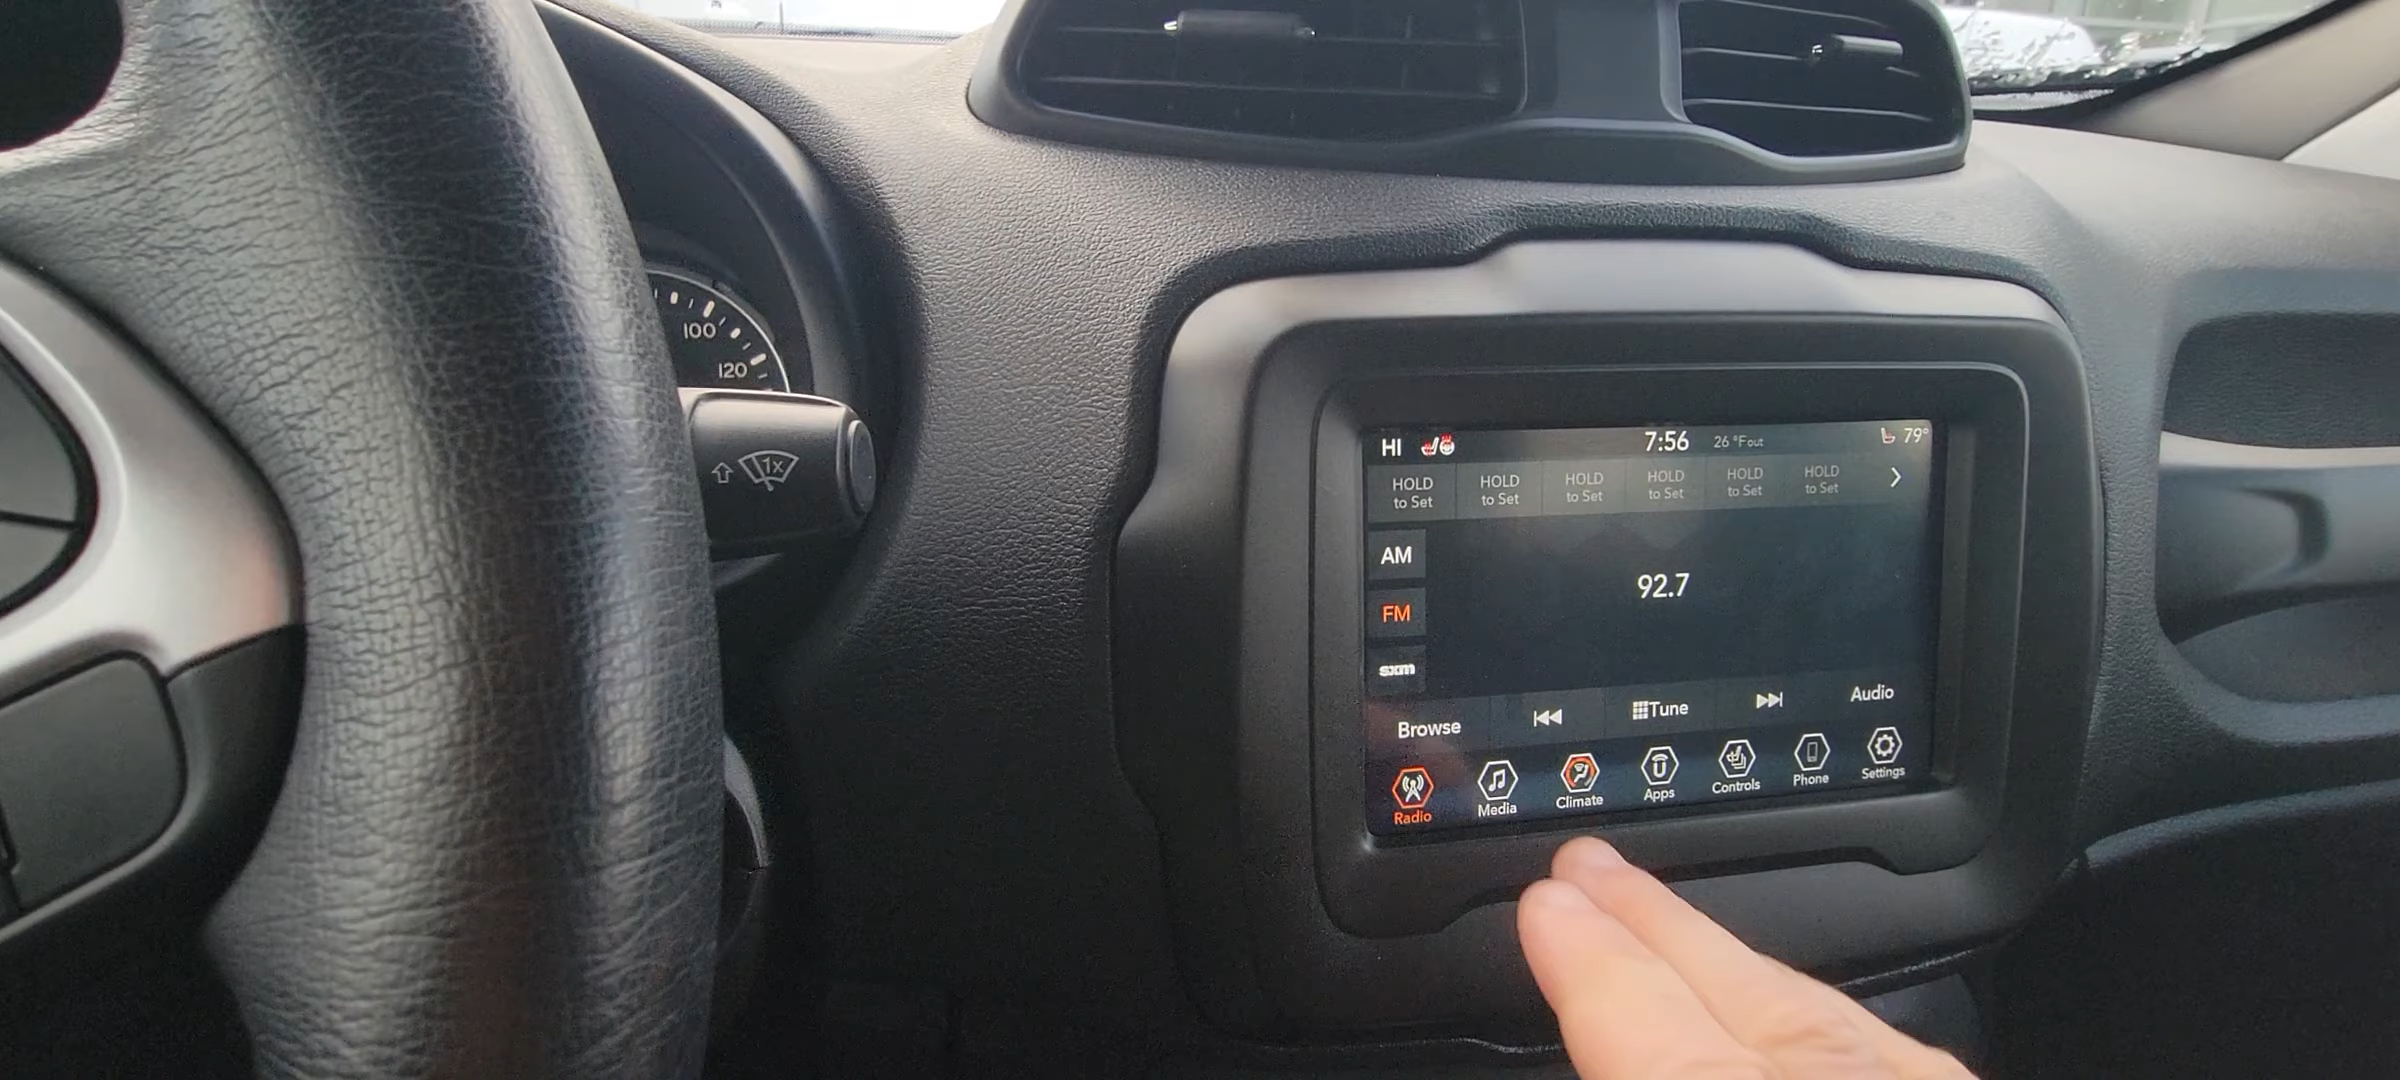 100
120
1x
HI 7:56 26 °F out 79°
HOLD to Set HOLD to Set HOLD to Set HOLD to Set HOLD to Set HOLD to Set
AM
92.7
FM
sxm
Browse Tune Audio
Radio Media Climate Apps Controls Phone Settings